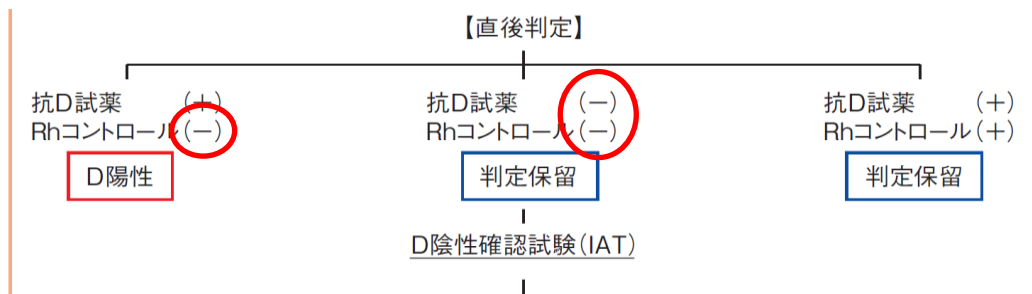 【直後判定】
抗D試薬 (+)
Rhコントロール(-)
D陽性
抗D試薬 (-)
Rhコントロール(-)
判定保留
抗D試薬 (+)
Rhコントロール(+)
判定保留
D陰性確認試験(IAT)